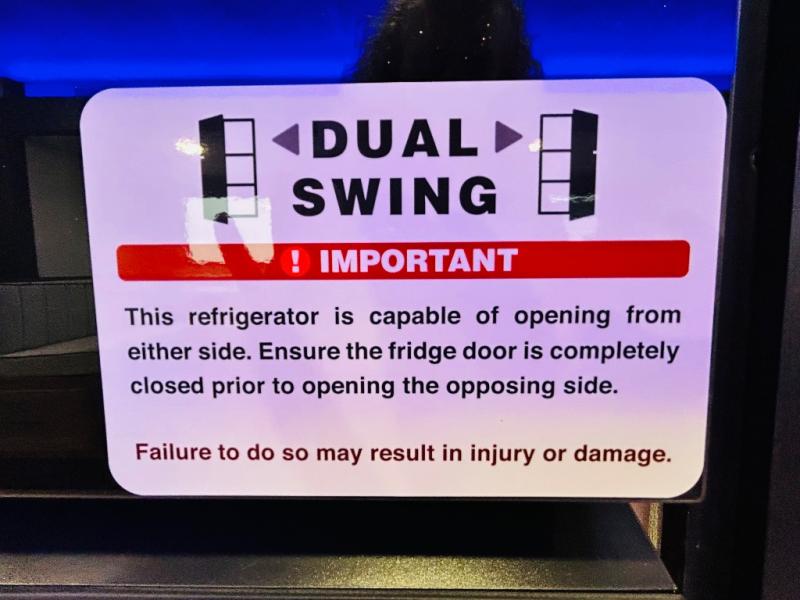 DUAL
SWING
! IMPORTANT
This refrigerator is capable of opening from
either side. Ensure the fridge door is completely
closed prior to opening the opposing side.
Failure to do so may result in injury or damage.